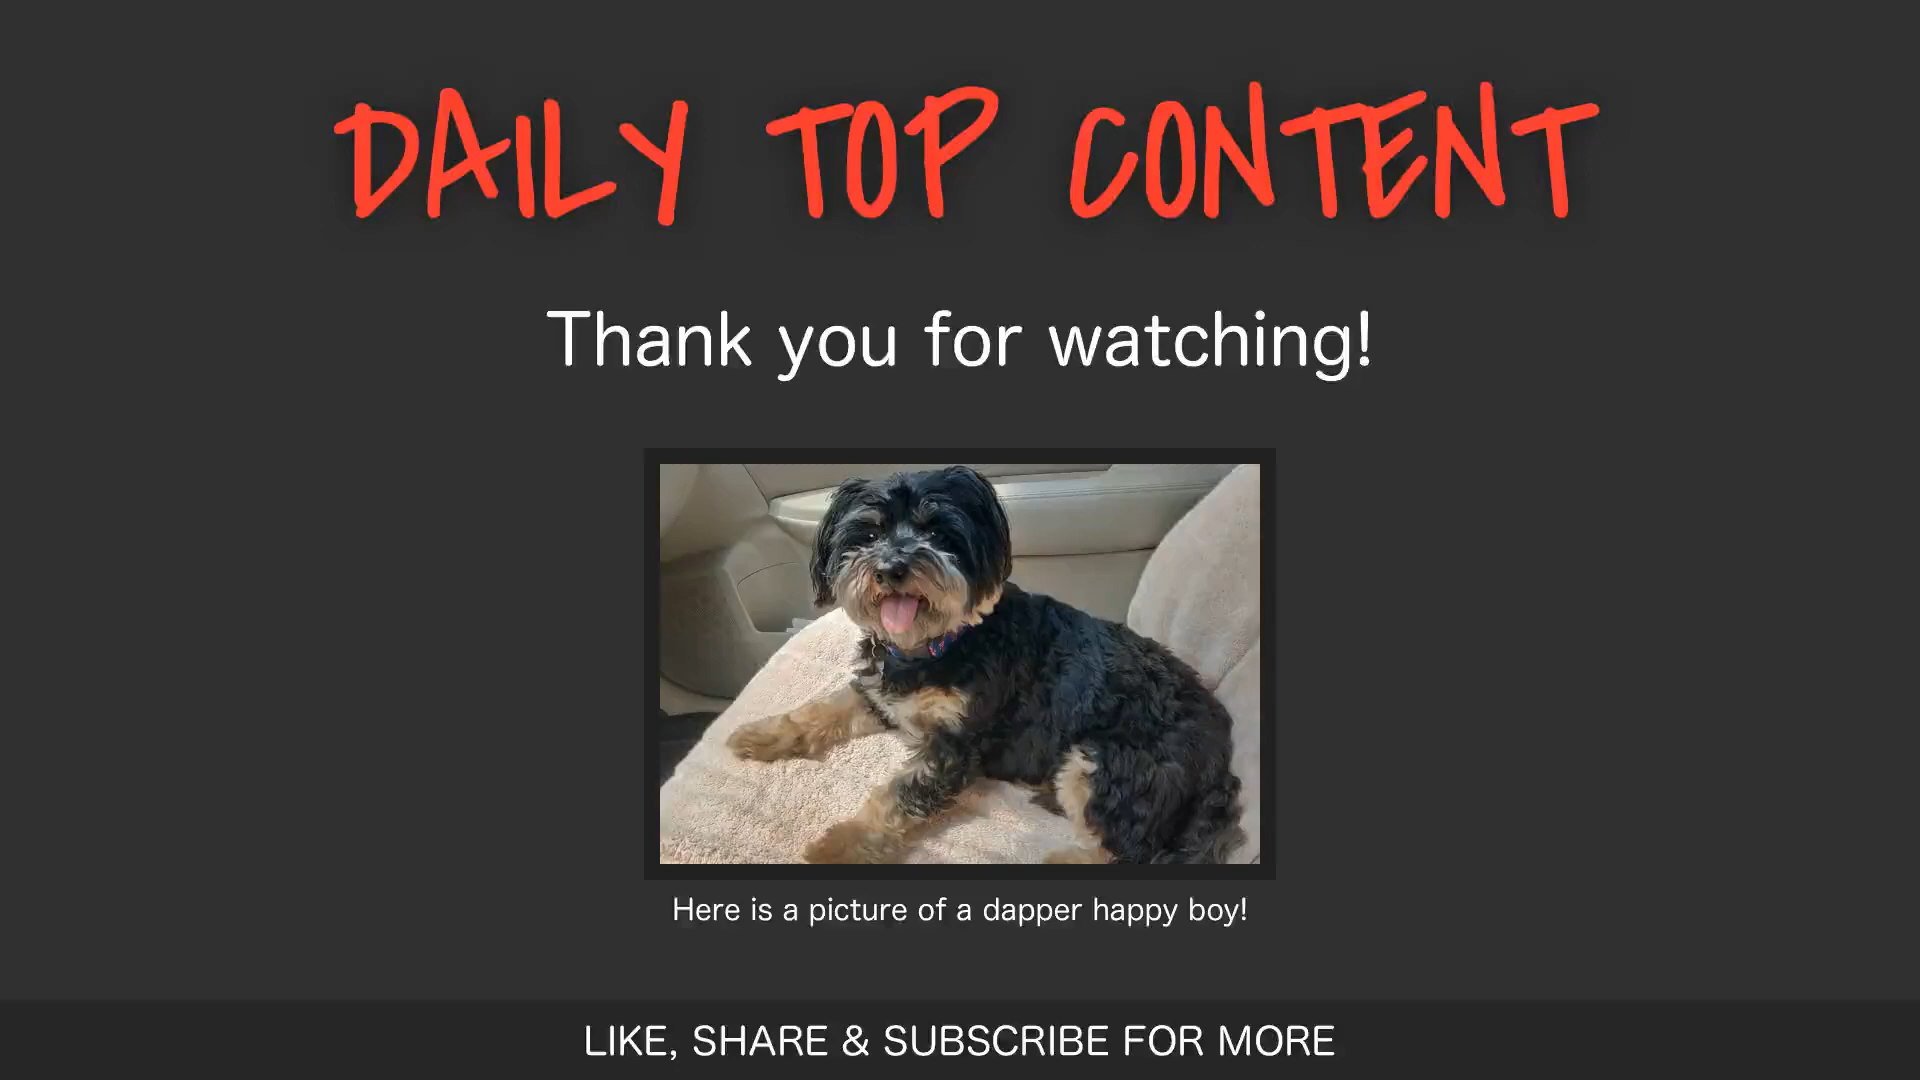 DAILY TOP CONTENT
Thank you for watching!
Here is a picture of a dapper happy boy!
LIKE, SHARE & SUBSCRIBE FOR MORE